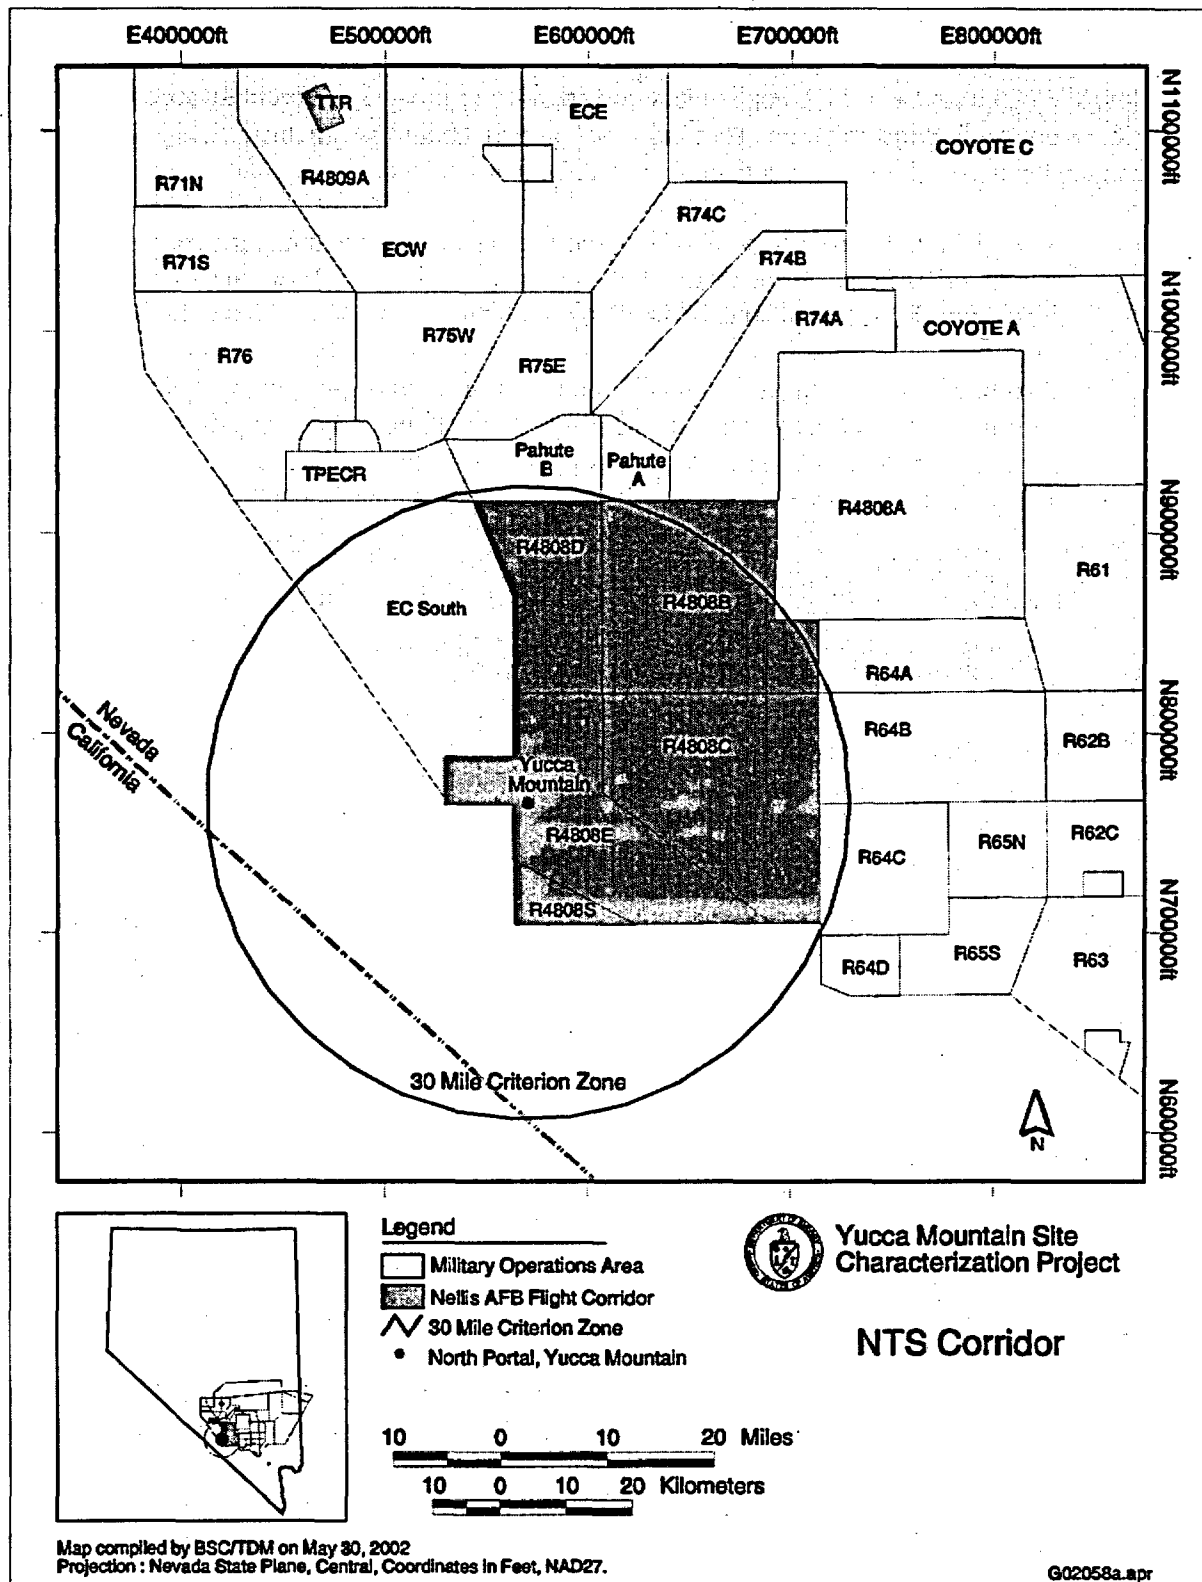 E400000ft E500000ft E600000ft E700000ft E800000ft
N1100000ft
N1000000ft
N900000ft
N800000ft
N700000ft
N600000ft
TTR
ECE
COYOTE C
R71N
R4809A
R74C
R71S
ECW
R74B
R74A
COYOTE A
R76
R75W
R75E
Pahute
B
Pahute
A
TPECR
R4808A
R4808D
R4808B
R61
EC South
R64A
Nevada
California
R64B
R4808C
R62B
Yucca
Mountain
R4808E
R64C
R65N
R62C
R4808S
R64D
R65S
R63
30 Mile Criterion Zone
N
Legend
Military Operations Area
Nellis AFB Flight Corridor
30 Mile Criterion Zone
North Portal, Yucca Mountain
Yucca Mountain Site
Characterization Project
NTS Corridor
10 0 10 20 Miles
10 0 10 20 Kilometers
Map compiled by BSC/TDM on May 30, 2002
Projection : Nevada State Plane, Central, Coordinates in Feet, NAD27.
G02058a.apr